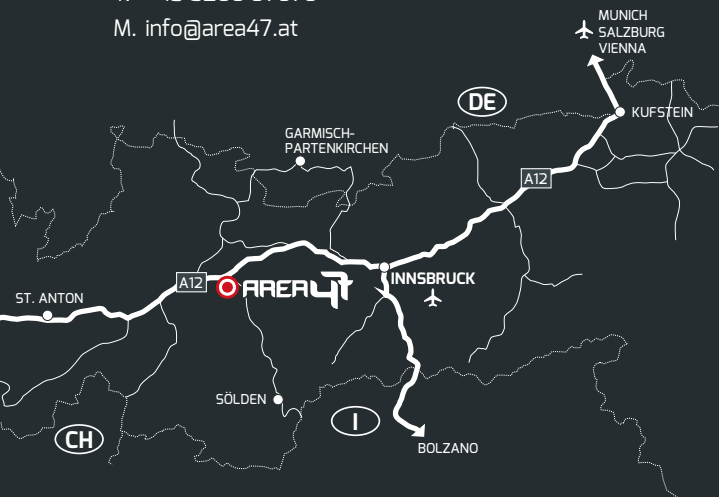 M. info@area47.at
MUNICH
SALZBURG
VIENNA
DE
KUFSTEIN
GARMISCH-
PARTENKIRCHEN
A12
INNSBRUCK
A12
AREA47
ST. ANTON
SÖLDEN
I
CH
BOLZANO